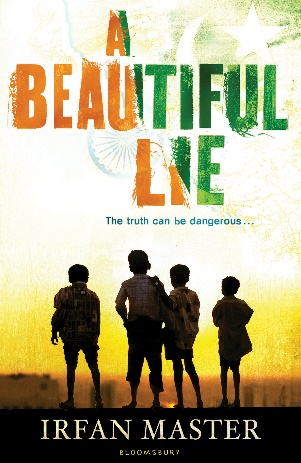 A
BEAUTIFUL
LIE
The truth can be dangerous...
IRFAN MASTER
BLOOMSBURY